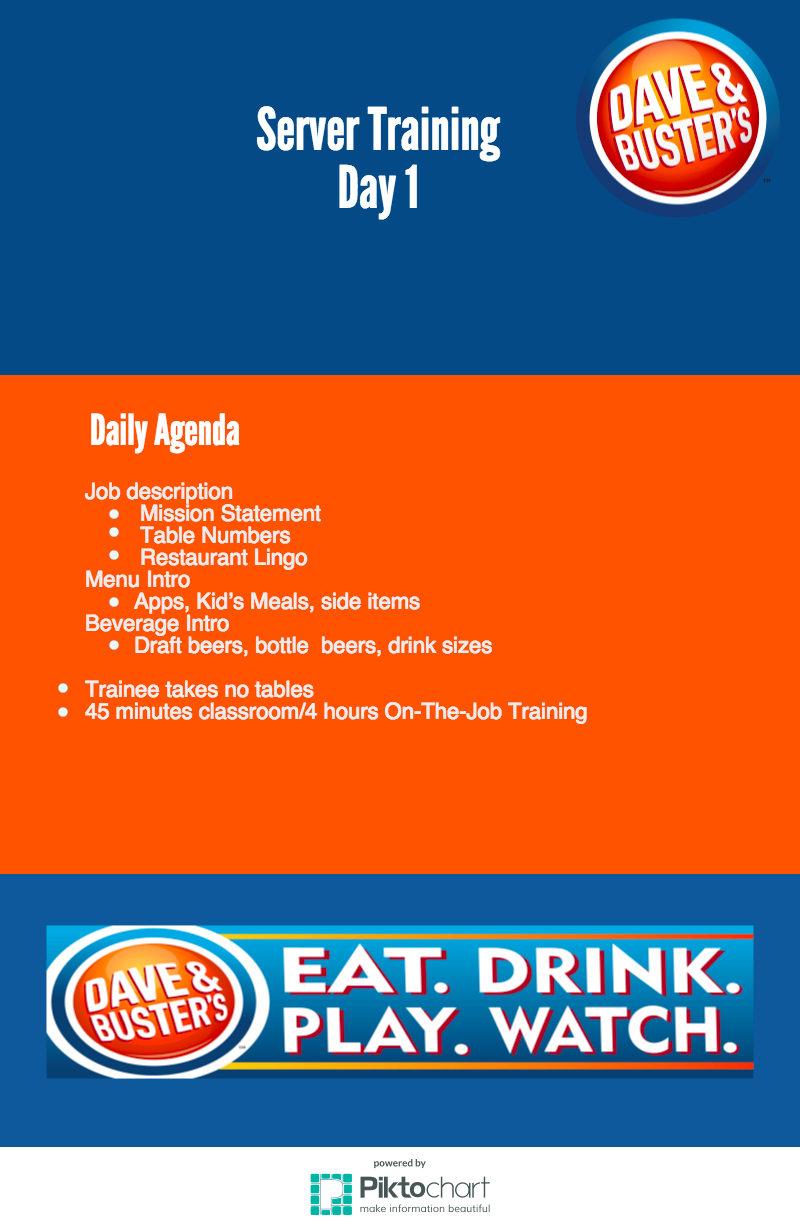 DAVE &
BUSTER'S
Server Training
Day 1
Daily Agenda
Job description
• Mission Statement
• Table Numbers
• Restaurant Lingo
Menu Intro
• Apps, Kid's Meals, side items
Beverage Intro
• Draft beers, bottle  beers, drink sizes
• Trainee takes no tables
• 45 minutes classroom/4 hours On-The-Job Training
DAVE &
BUSTER'S
EAT. DRINK.
PLAY. WATCH.
powered by
Piktochart
make information beautiful